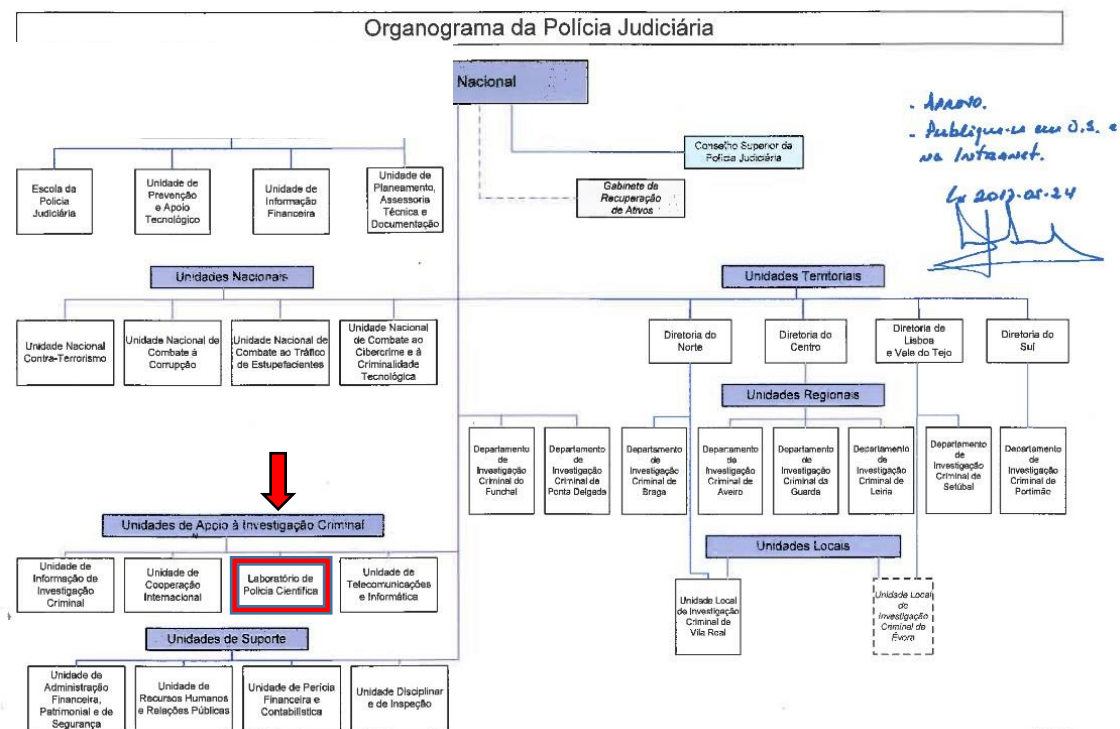 Organograma da Polícia Judiciária
Nacional
- Aprovo.
- Publique-se em O.S. e
na Intranet.
Conselho Superior da
Polícia Judiciária
Gabinete de
Recuperação
de Ativos
Escola da
Polícia
Judiciária
Unidade de
Prevenção
e Apoio
Tecnológico
Unidade de
Informação
Financeira
Unidade de
Planeamento,
Assessoria
Técnica e
Documentação
Unidades Nacionais
Unidades Territoriais
Unidade Nacional
Contra-Terrorismo
Unidade Nacional de
Combate à
Corrupção
Unidade Nacional de
Combate ao Tráfico
de Estupefacientes
Unidade Nacional
de Combate ao
Cibercrime e à
Criminalidade
Tecnológica
Diretoria do
Norte
Diretoria do
Centro
Diretoria de
Lisboa
e Vale do Tejo
Diretoria do
Sul
Unidades Regionais
Departamento
de
Investigação
Criminal do
Funchal
Departamento
de
Investigação
Criminal de
Ponta Delgada
Departamento
de
Investigação
Criminal de
Braga
Departamento
de
Investigação
Criminal de
Aveiro
Departamento
de
Investigação
Criminal da
Guarda
Departamento
de
Investigação
Criminal de
Leiria
Departamento
de
Investigação
Criminal de
Setúbal
Departamento
de
Investigação
Criminal de
Portimão
Unidades de Apoio à Investigação Criminal
Unidade de
Informação de
Investigação
Criminal
Unidade de
Cooperação
Internacional
Laboratório de
Polícia Científica
Unidade de
Telecomunicações
e Informática
Unidades Locais
Unidade Local
de Investigação
Criminal de
Vila Real
Unidade Local
de
Investigação
Criminal de
Évora
Unidades de Suporte
Unidade de
Administração
Financeira,
Patrimonial e de
Segurança
Unidade de
Recursos Humanos
e Relações Públicas
Unidade de Perícia
Financeira e
Contabilística
Unidade Disciplinar
e de Inspeção